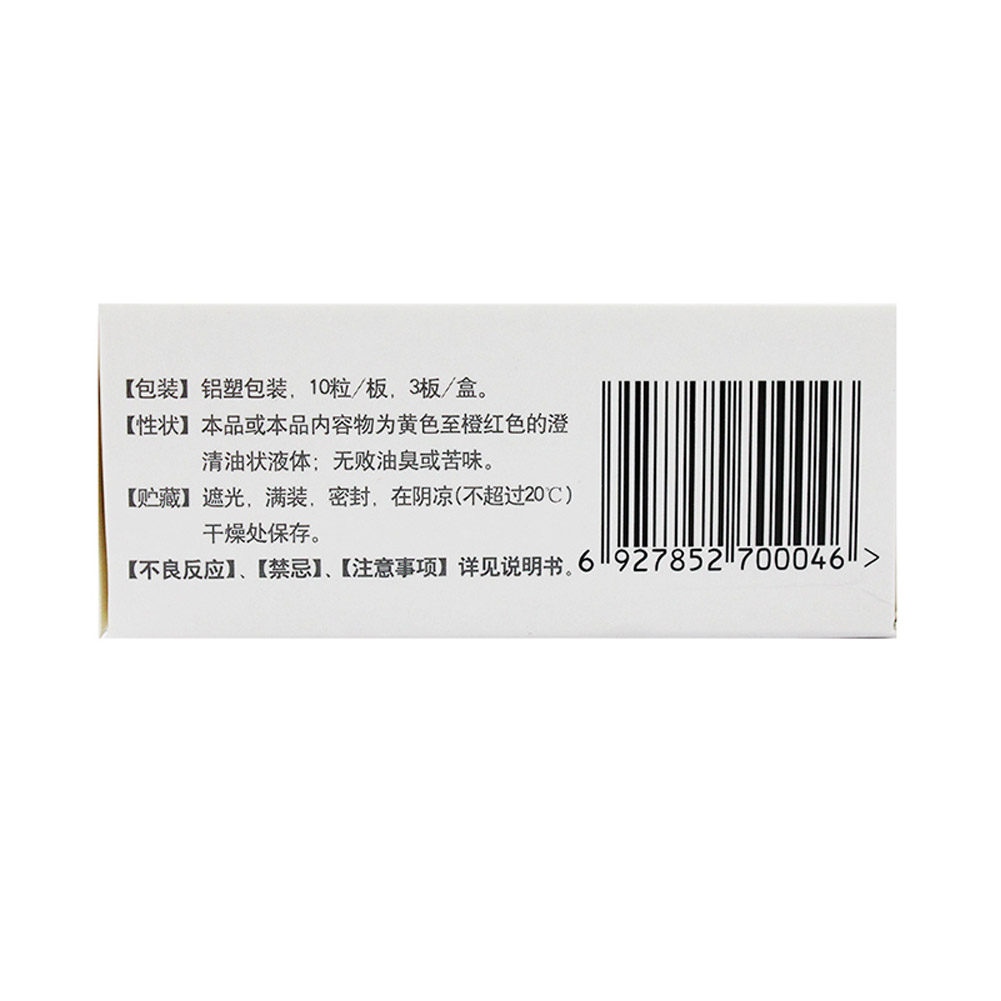 【包装】铝塑包装，10粒/板，3板/盒。
【性状】本品或本品内容物为黄色至橙红色的澄
清油状液体；无败油臭或苦味。
【贮藏】遮光，满装，密封，在阴凉(不超过20℃)
干燥处保存。
【不良反应】、【禁忌】、【注意事项】详见说明书。
6 927852 700046 >